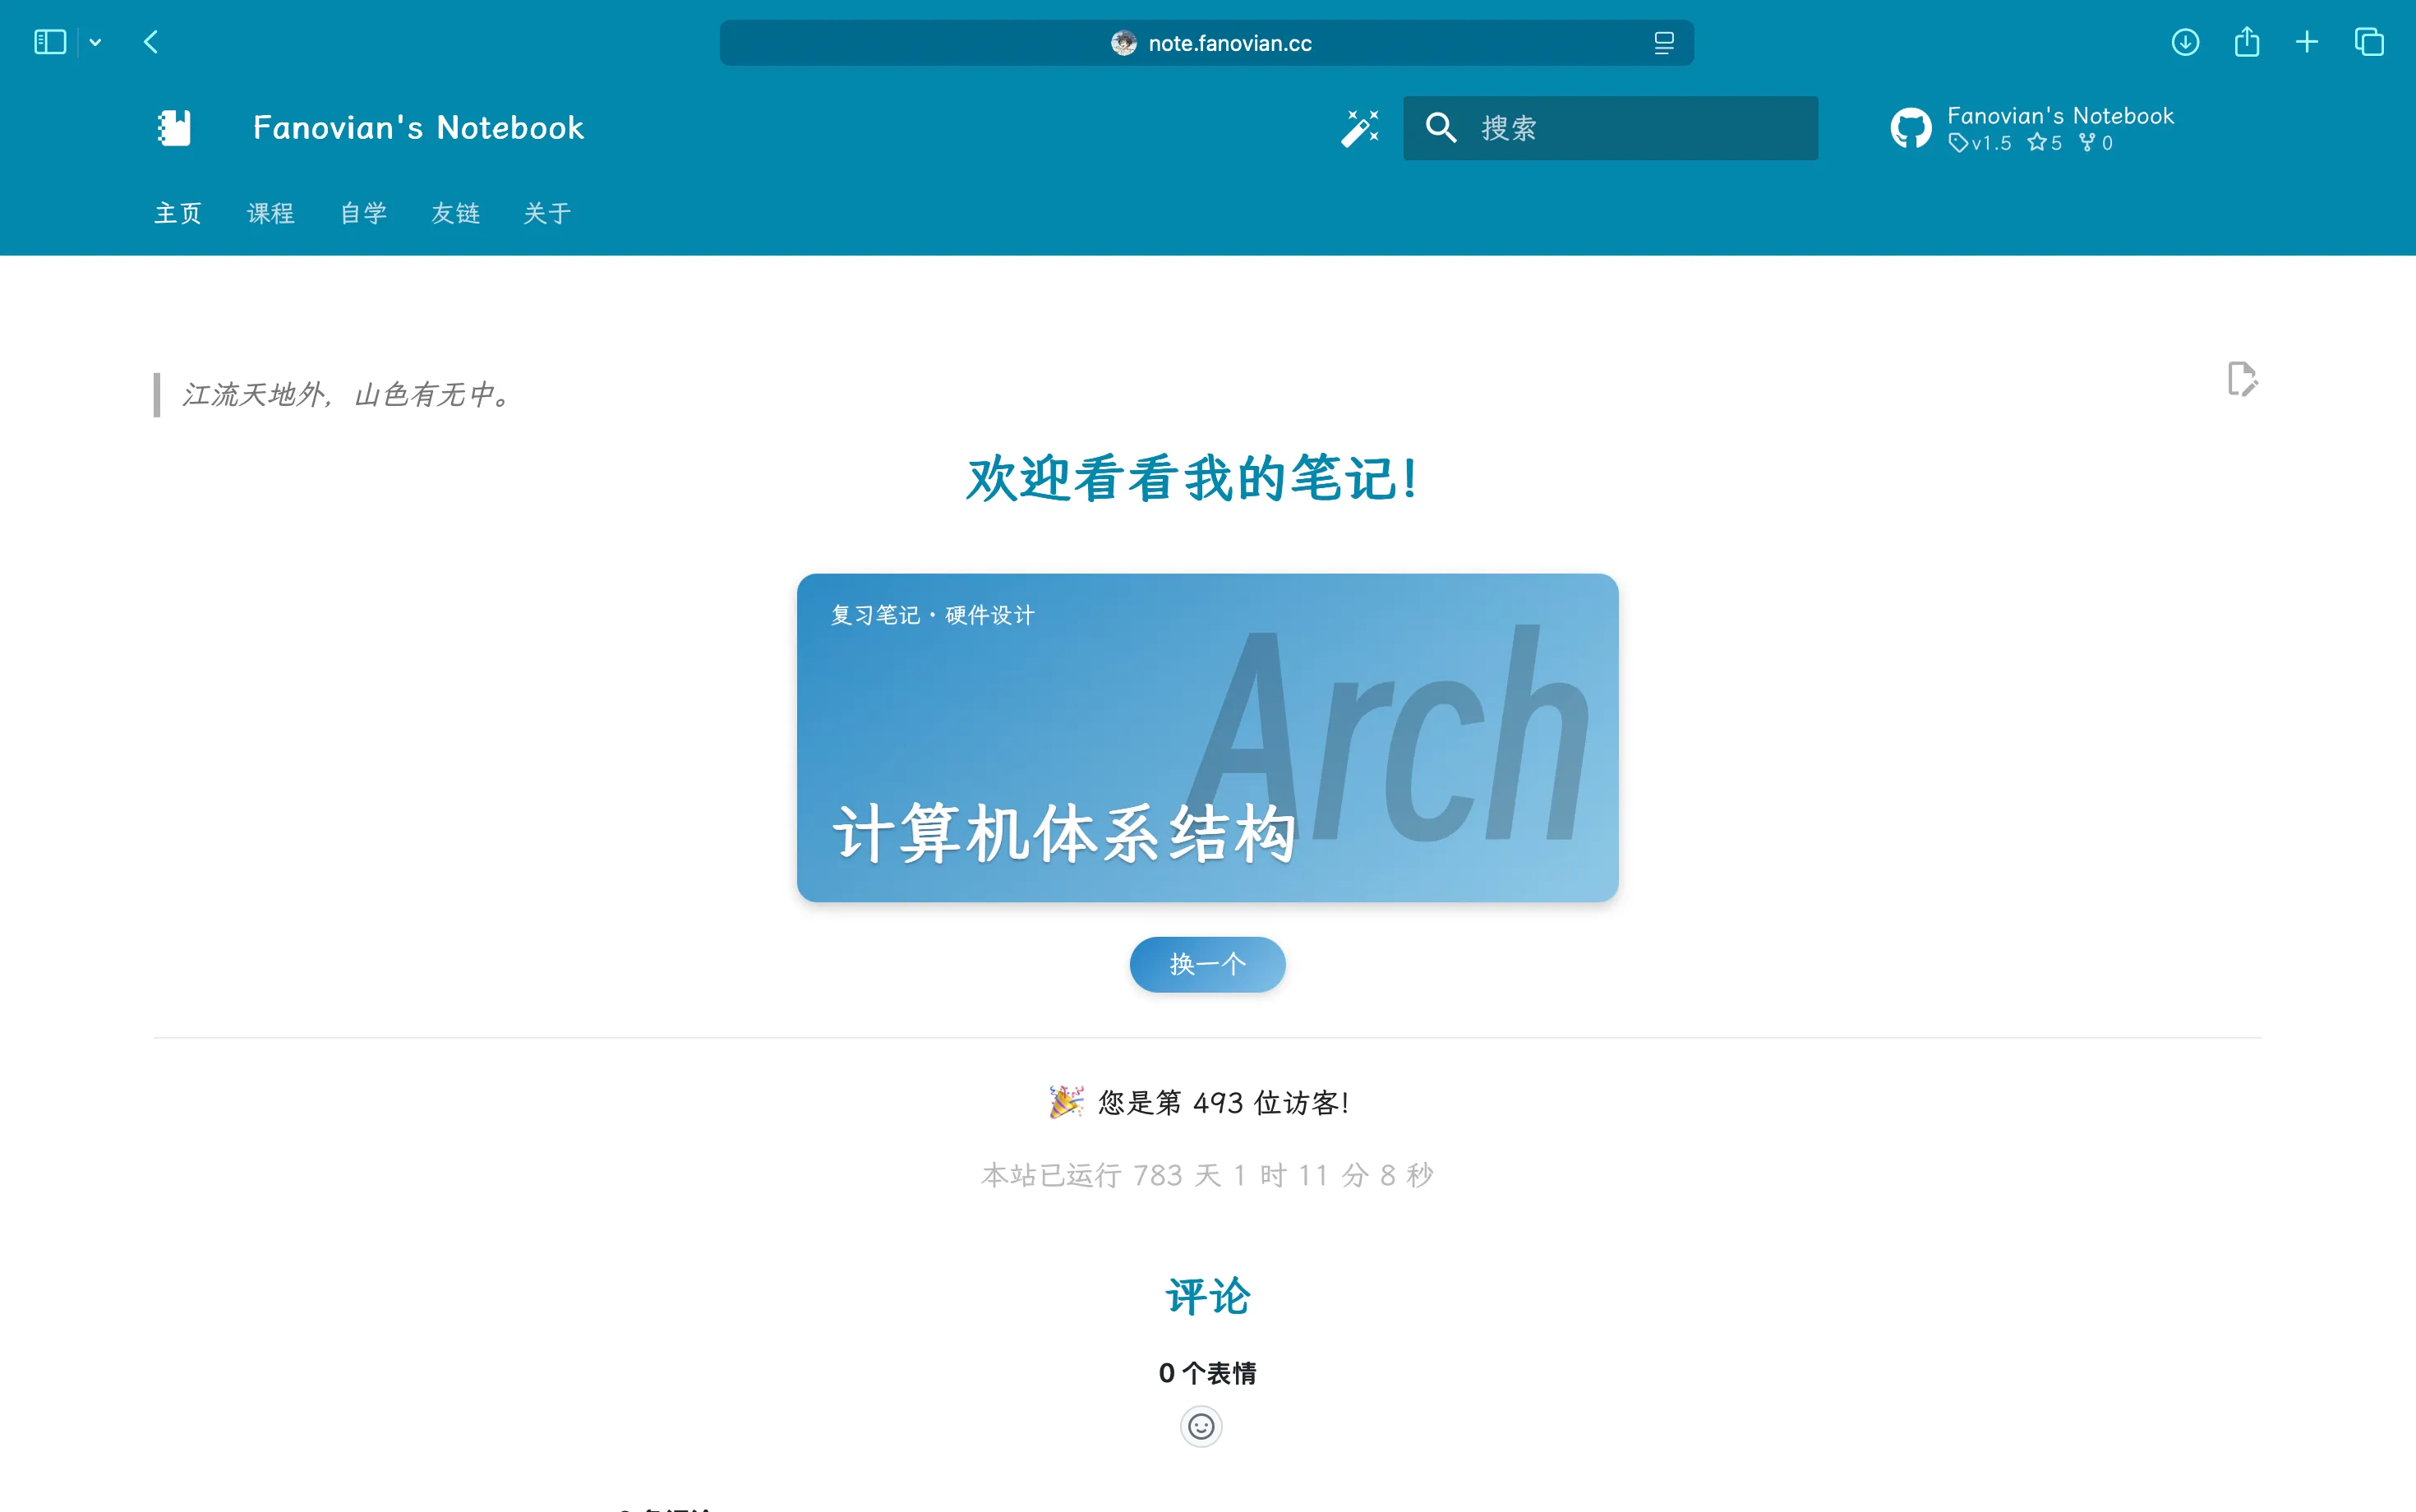 note.fanovian.cc
Fanovian's Notebook
搜索
Fanovian's Notebook
v1.5 5 0
主页 课程 自学 友链 关于
江流天地外，山色有无中。
欢迎看看我的笔记！
复习笔记・硬件设计
Arch
计算机体系结构
换一个
🎉 您是第 493 位访客！
本站已运行 783 天 1 时 11 分 8 秒
评论
0 个表情